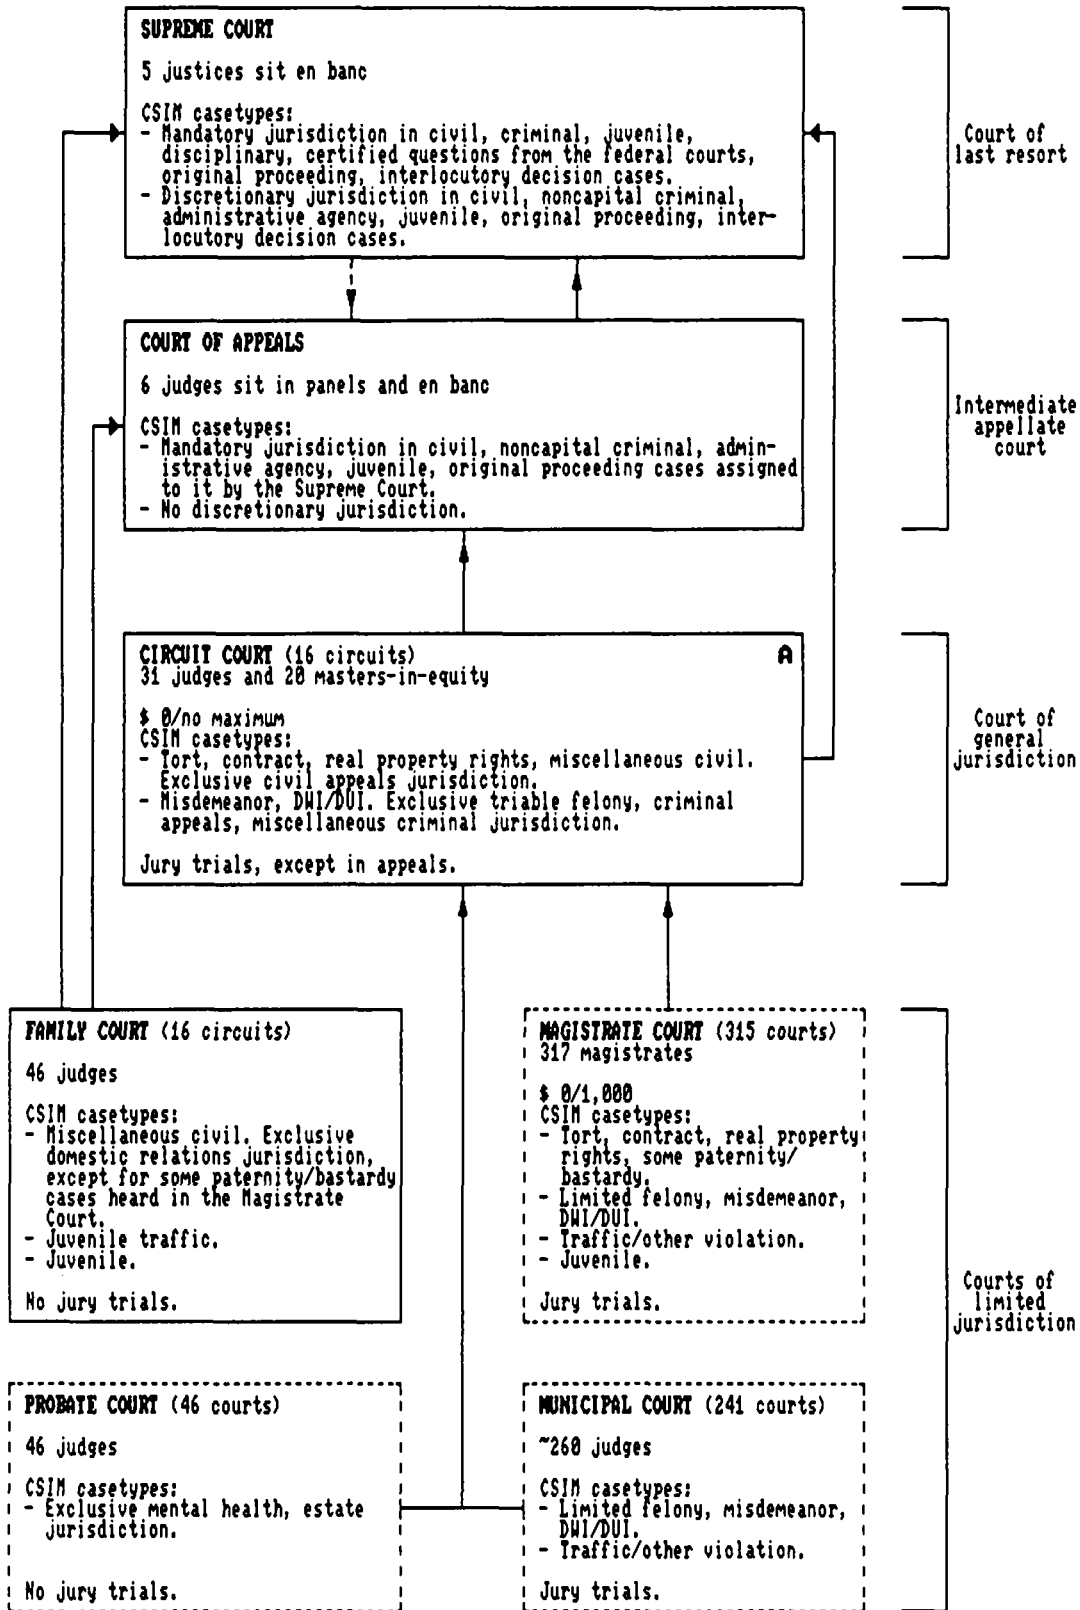 SUPREME COURT
5 justices sit en banc
CSIM casetypes:
- Mandatory jurisdiction in civil, criminal, juvenile,
disciplinary, certified questions from the federal courts,
original proceeding, interlocutory decision cases.
- Discretionary jurisdiction in civil, noncapital criminal,
administrative agency, juvenile, original proceeding, inter-
locutory decision cases.
Court of
last resort
COURT OF APPEALS
6 judges sit in panels and en banc
CSIM casetypes:
- Mandatory jurisdiction in civil, noncapital criminal, admin-
istrative agency, juvenile, original proceeding cases assigned
to it by the Supreme Court.
- No discretionary jurisdiction.
Intermediate
appellate
court
CIRCUIT COURT (16 circuits) A
31 judges and 20 masters-in-equity
$ 0/no maximum
CSIM casetypes:
- Tort, contract, real property rights, miscellaneous civil.
Exclusive civil appeals jurisdiction.
- Misdemeanor, DWI/DUI. Exclusive triable felony, criminal
appeals, miscellaneous criminal jurisdiction.
Jury trials, except in appeals.
Court of
general
jurisdiction
FAMILY COURT (16 circuits)
46 judges
CSIM casetypes:
- Miscellaneous civil. Exclusive
domestic relations jurisdiction,
except for some paternity/bastardy
cases heard in the Magistrate
Court.
- Juvenile traffic.
- Juvenile.
No jury trials.
MAGISTRATE COURT (315 courts)
317 magistrates
$ 0/1,000
CSIM casetypes:
- Tort, contract, real property
rights, some paternity/
bastardy.
- Limited felony, misdemeanor,
DWI/DUI.
- Traffic/other violation.
- Juvenile.
Jury trials.
Courts of
limited
jurisdiction
PROBATE COURT (46 courts)
46 judges
CSIM casetypes:
- Exclusive mental health, estate
jurisdiction.
No jury trials.
MUNICIPAL COURT (241 courts)
~260 judges
CSIM casetypes:
- Limited felony, misdemeanor,
DWI/DUI.
- Traffic/other violation.
Jury trials.